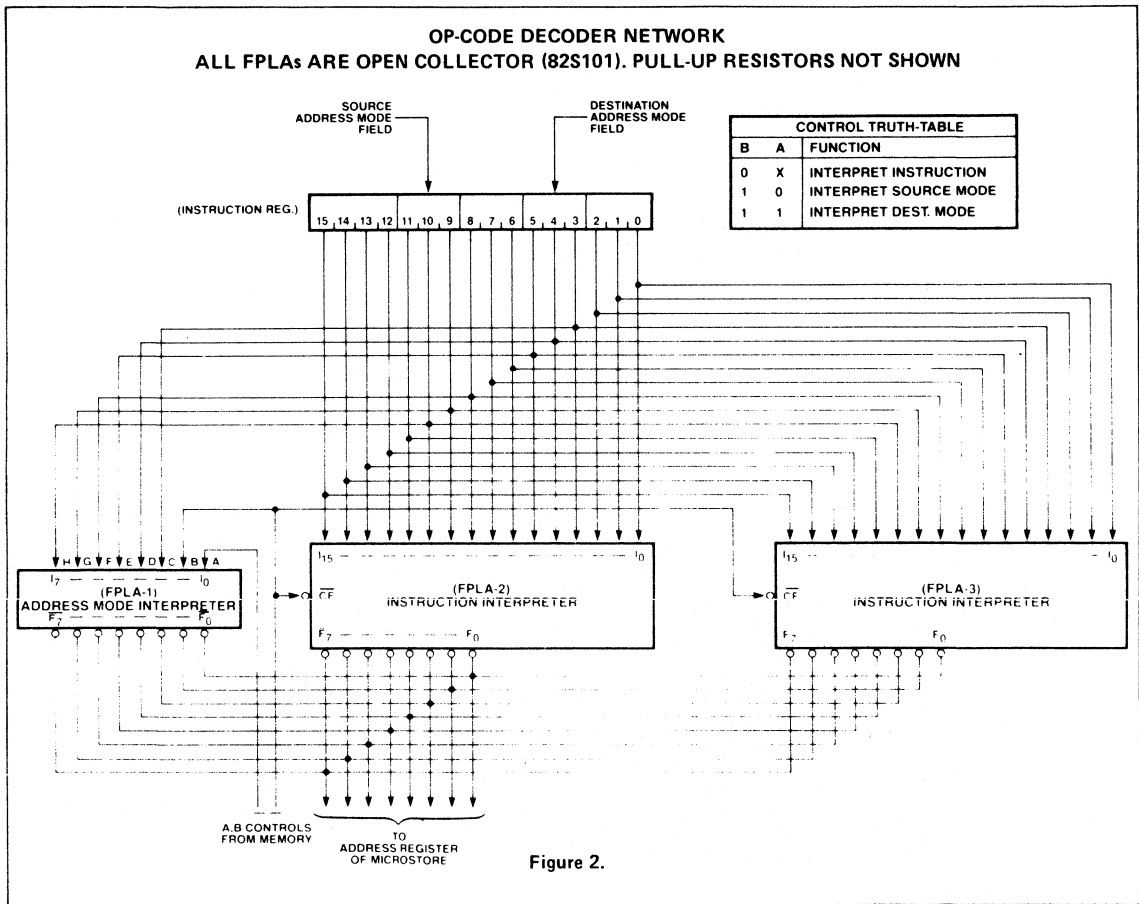 OP-CODE DECODER NETWORK
ALL FPLAs ARE OPEN COLLECTOR (82S101). PULL-UP RESISTORS NOT SHOWN
SOURCE
ADDRESS MODE
FIELD
DESTINATION
ADDRESS MODE
FIELD
CONTROL TRUTH-TABLE
B A FUNCTION
0 X INTERPRET INSTRUCTION
1 0 INTERPRET SOURCE MODE
1 1 INTERPRET DEST. MODE
(INSTRUCTION REG.)
15 14 13 12 11 10 9 8 7 6 5 4 3 2 1 0
H G F E D C B A
I7 I0
(FPLA-1)
ADDRESS MODE INTERPRETER
F7 F0
I15 I0
(FPLA-2)
CE INSTRUCTION INTERPRETER
F7 F0
I15 I0
(FPLA-3)
CE INSTRUCTION INTERPRETER
F7 F0
A,B CONTROLS
FROM MEMORY
TO
ADDRESS REGISTER
OF MICROSTORE
Figure 2.